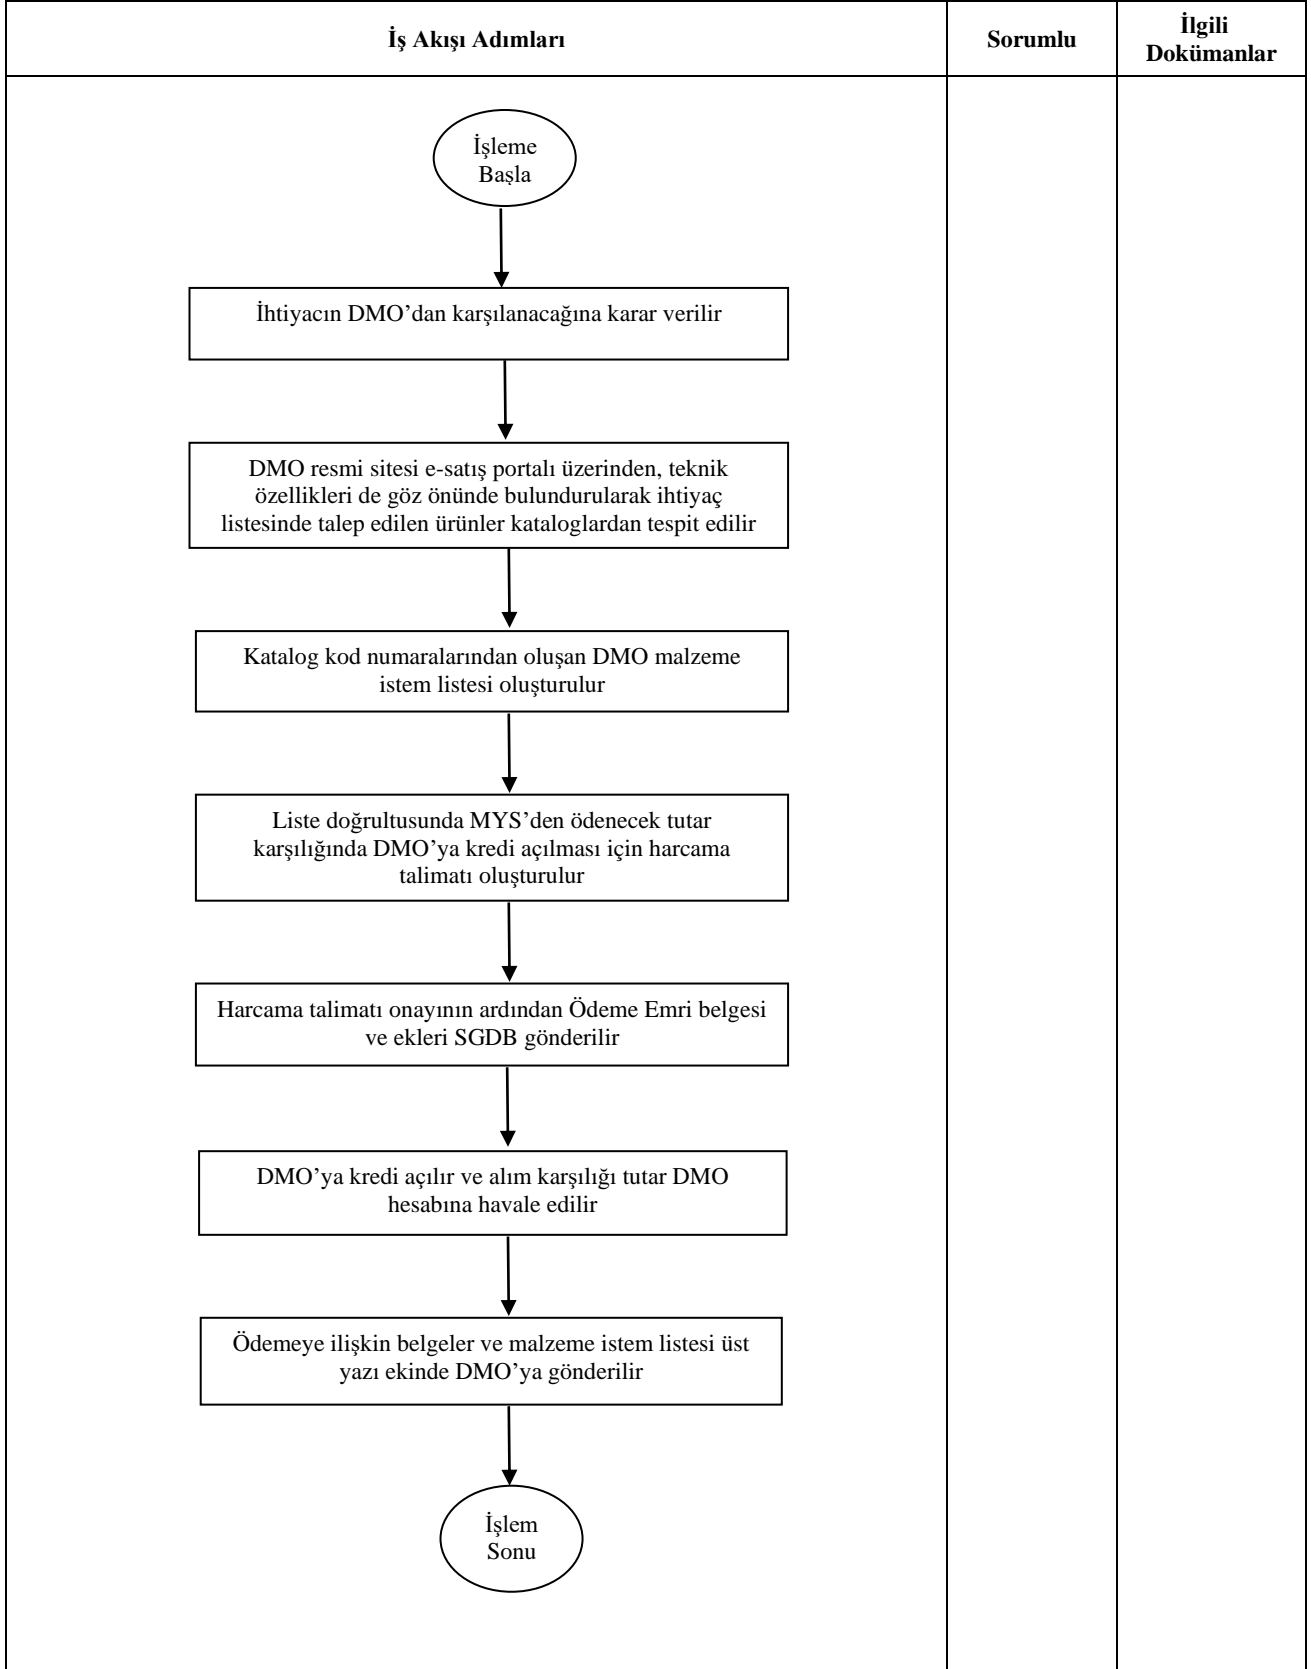 İş Akışı Adımları
Sorumlu
İlgili
Dokümanlar
İşleme
Başla
İhtiyacın DMO’dan karşılanacağına karar verilir
DMO resmi sitesi e-satış portalı üzerinden, teknik
özellikleri de göz önünde bulundurularak ihtiyaç
listesinde talep edilen ürünler kataloglardan tespit edilir
Katalog kod numaralarından oluşan DMO malzeme
istem listesi oluşturulur
Liste doğrultusunda MYS’den ödenecek tutar
karşılığında DMO’ya kredi açılması için harcama
talimatı oluşturulur
Harcama talimatı onayının ardından Ödeme Emri belgesi
ve ekleri SGDB gönderilir
DMO’ya kredi açılır ve alım karşılığı tutar DMO
hesabına havale edilir
Ödemeye ilişkin belgeler ve malzeme istem listesi üst
yazı ekinde DMO’ya gönderilir
İşlem
Sonu